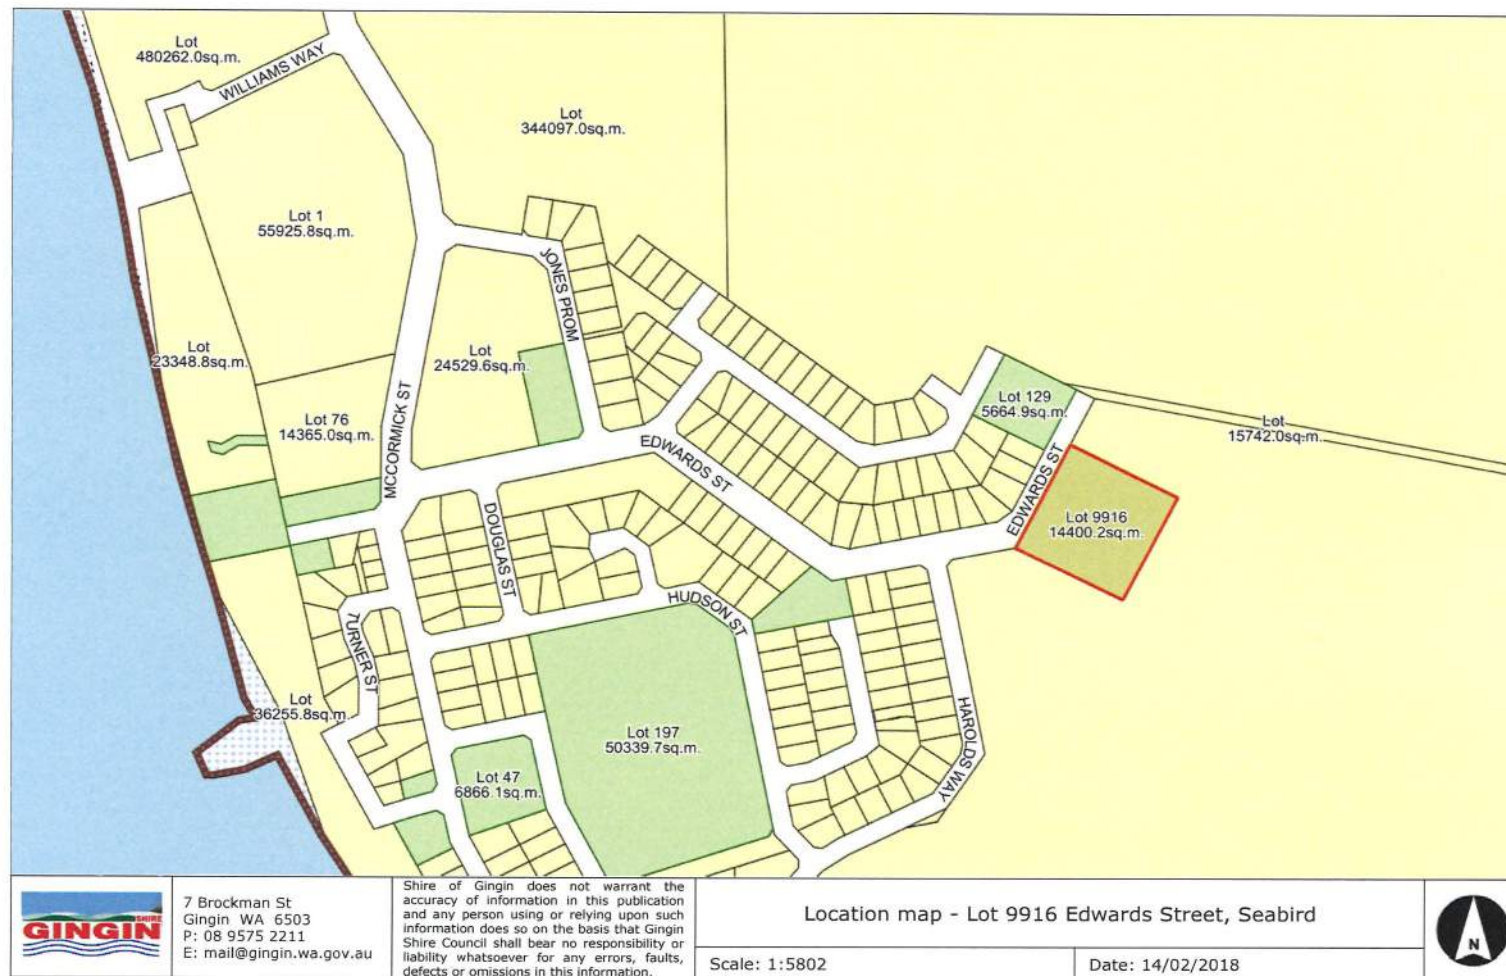 Lot
480262.0sq.m.
WILLIAMS WAY
Lot
344097.0sq.m.
Lot 1
55925.8sq.m.
JONES PROM
Lot
23348.8sq.m.
Lot
24529.6sq.m.
Lot 76
14365.0sq.m.
MCCORMICK ST
EDWARDS ST
Lot 129
5664.9sq.m.
Lot
15742.0sq.m.
EDWARDS ST
Lot 9916
14400.2sq.m.
DOUGLAS ST
HUDSON ST
TURNER ST
Lot
36255.8sq.m.
Lot 197
50339.7sq.m.
HAROLDS WAY
Lot 47
6866.1sq.m.
SHIRE
GINGIN
7 Brockman St
Gingin WA 6503
P: 08 9575 2211
E: mail@gingin.wa.gov.au
Shire of Gingin does not warrant the
accuracy of information in this publication
and any person using or relying upon such
information does so on the basis that Gingin
Shire Council shall bear no responsibility or
liability whatsoever for any errors, faults,
defects or omissions in this information.
Location map - Lot 9916 Edwards Street, Seabird
Scale: 1:5802
Date: 14/02/2018
N